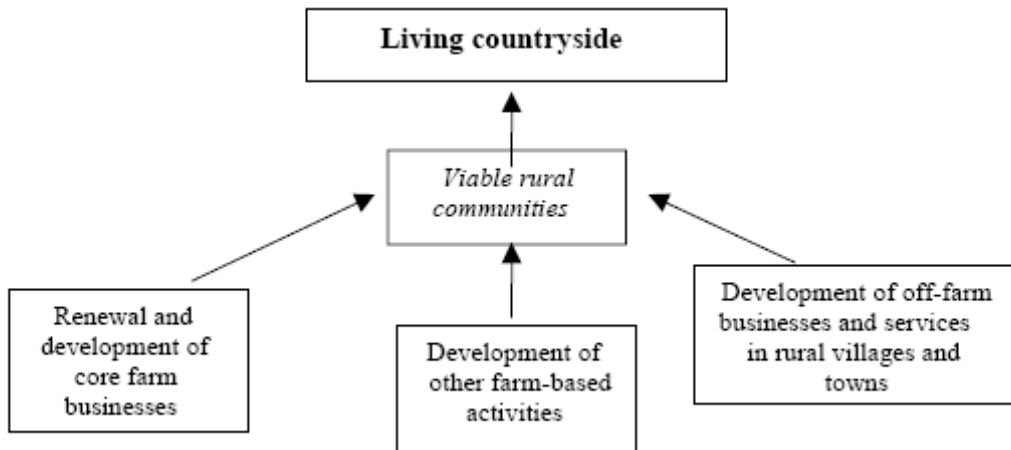 Living countryside
Viable rural
communities
Renewal and
development of
core farm
businesses
Development of
other farm-based
activities
Development of off-farm
businesses and services
in rural villages and
towns